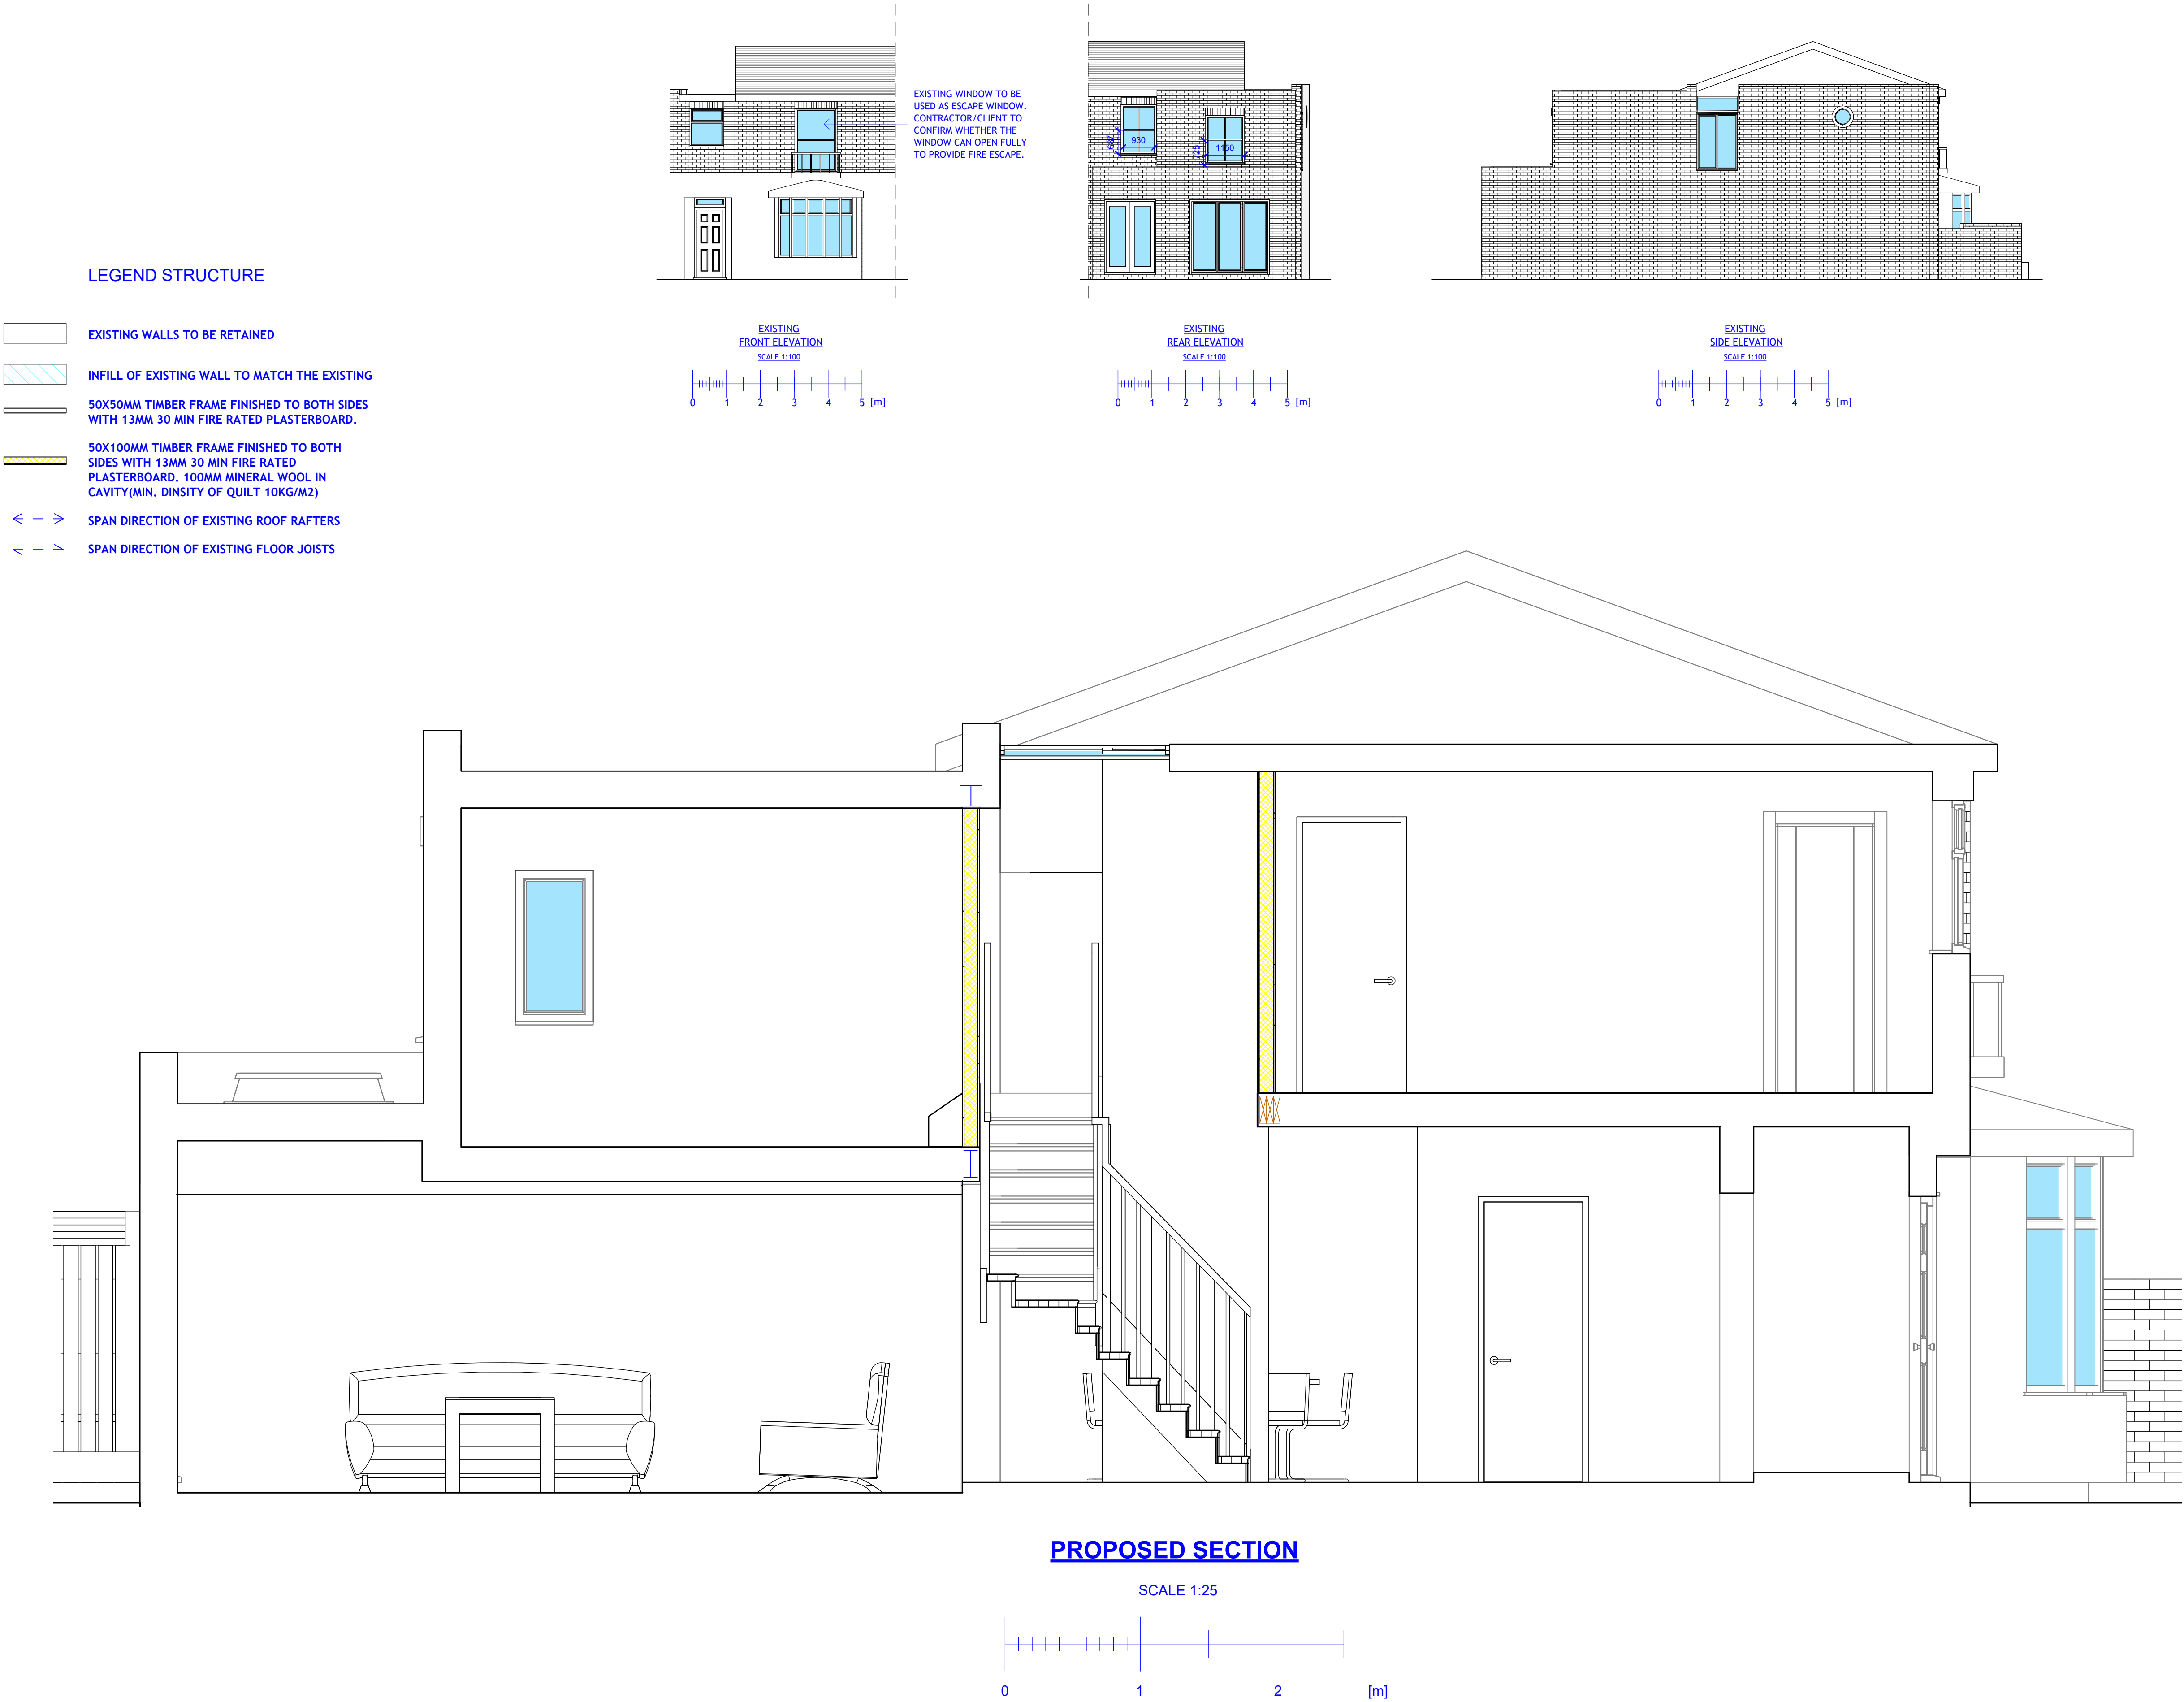 EXISTING WINDOW TO BE
USED AS ESCAPE WINDOW.
CONTRACTOR/CLIENT TO
CONFIRM WHETHER THE
WINDOW CAN OPEN FULLY
TO PROVIDE FIRE ESCAPE.
687
930
725
1150
LEGEND STRUCTURE
EXISTING WALLS TO BE RETAINED
INFILL OF EXISTING WALL TO MATCH THE EXISTING
50X50MM TIMBER FRAME FINISHED TO BOTH SIDES
WITH 13MM 30 MIN FIRE RATED PLASTERBOARD.
50X100MM TIMBER FRAME FINISHED TO BOTH
SIDES WITH 13MM 30 MIN FIRE RATED
PLASTERBOARD. 100MM MINERAL WOOL IN
CAVITY(MIN. DINSITY OF QUILT 10KG/M2)
SPAN DIRECTION OF EXISTING ROOF RAFTERS
SPAN DIRECTION OF EXISTING FLOOR JOISTS
EXISTING
FRONT ELEVATION
SCALE 1:100
0 1 2 3 4 5 [m]
EXISTING
REAR ELEVATION
SCALE 1:100
0 1 2 3 4 5 [m]
EXISTING
SIDE ELEVATION
SCALE 1:100
0 1 2 3 4 5 [m]
PROPOSED SECTION
SCALE 1:25
0 1 2 [m]